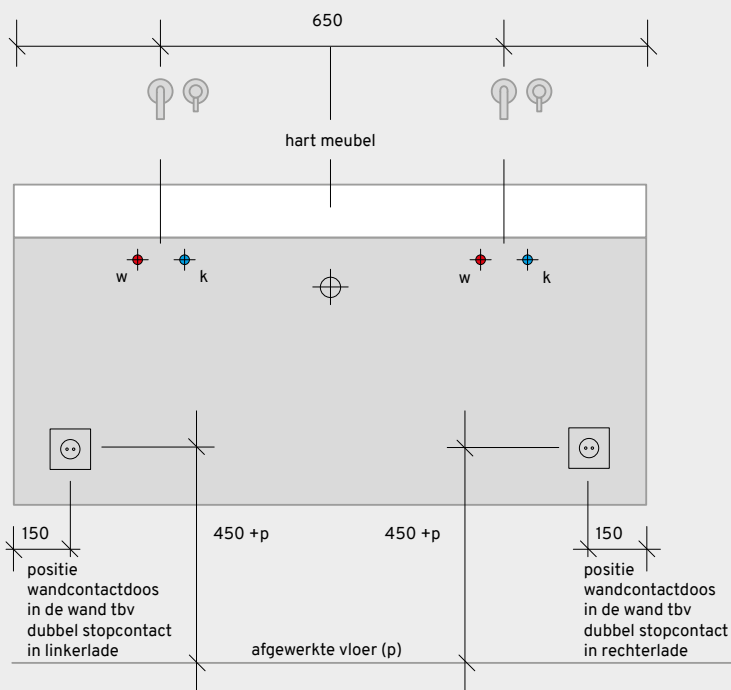 650
hart meubel
w
k
w
k
150
450 +p
450 +p
150
positie
wandcontactdoos
in de wand tbv
dubbel stopcontact
in linkerlade
positie
wandcontactdoos
in de wand tbv
dubbel stopcontact
in rechterlade
afgewerkte vloer (p)